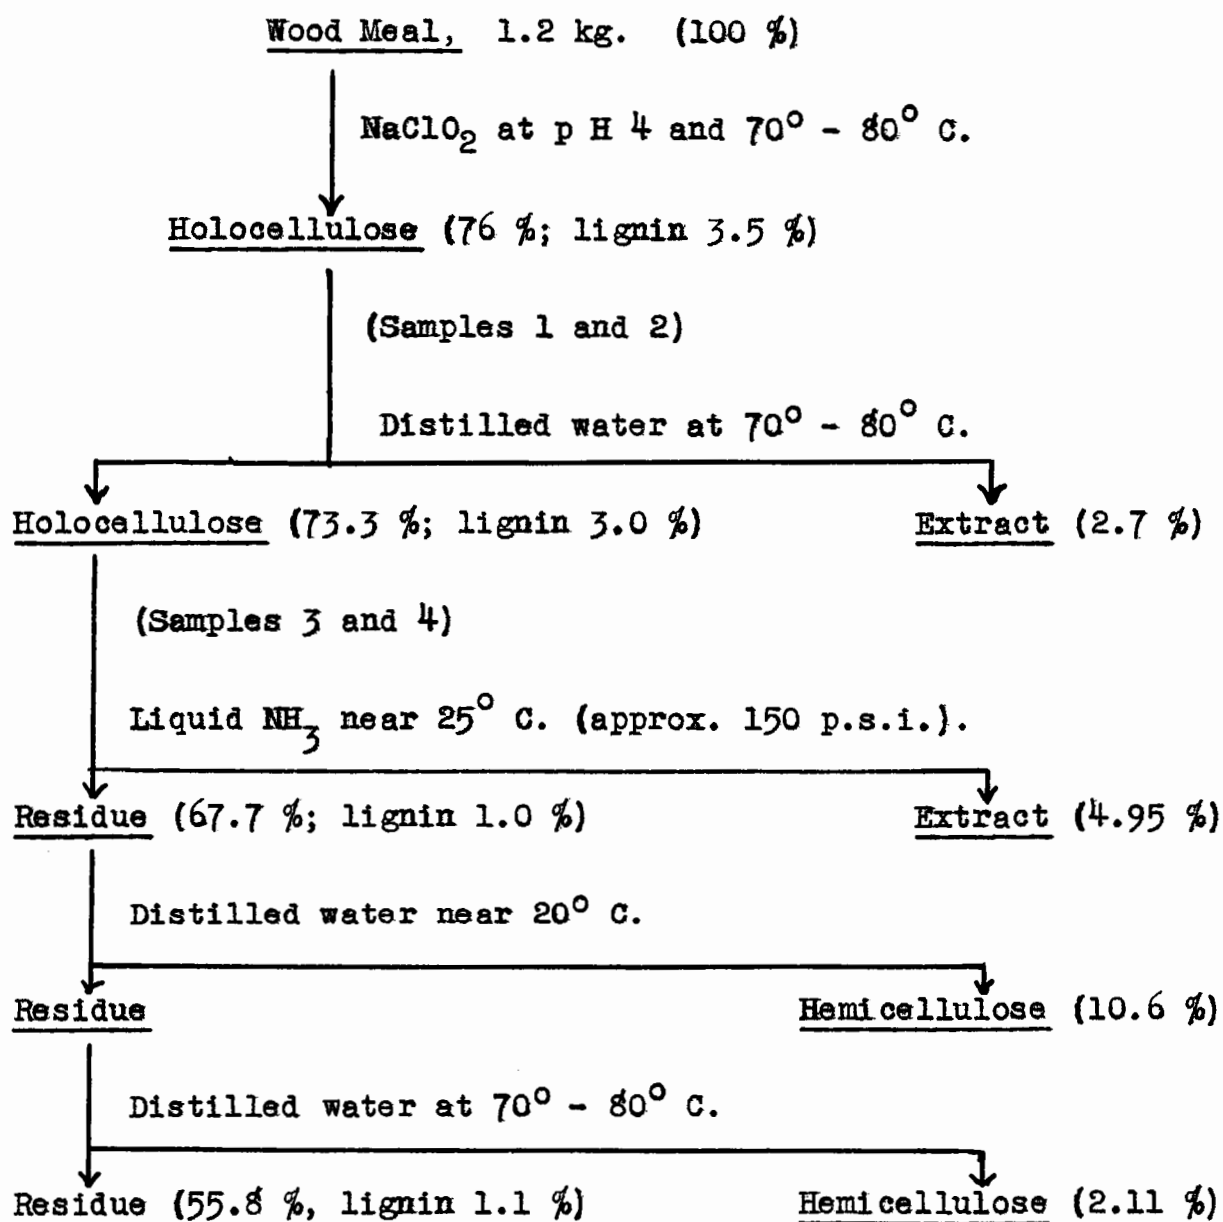 Wood Meal, 1.2 kg. (100 %)
NaClO₂ at p H 4 and 70° - 80° C.
Holocellulose (76 %; lignin 3.5 %)
(Samples 1 and 2)
Distilled water at 70° - 80° C.
Holocellulose (73.3 %; lignin 3.0 %) Extract (2.7 %)
(Samples 3 and 4)
Liquid NH₃ near 25° C. (approx. 150 p.s.i.).
Residue (67.7 %; lignin 1.0 %) Extract (4.95 %)
Distilled water near 20° C.
Residue Hemicellulose (10.6 %)
Distilled water at 70° - 80° C.
Residue (55.8 %, lignin 1.1 %) Hemicellulose (2.11 %)